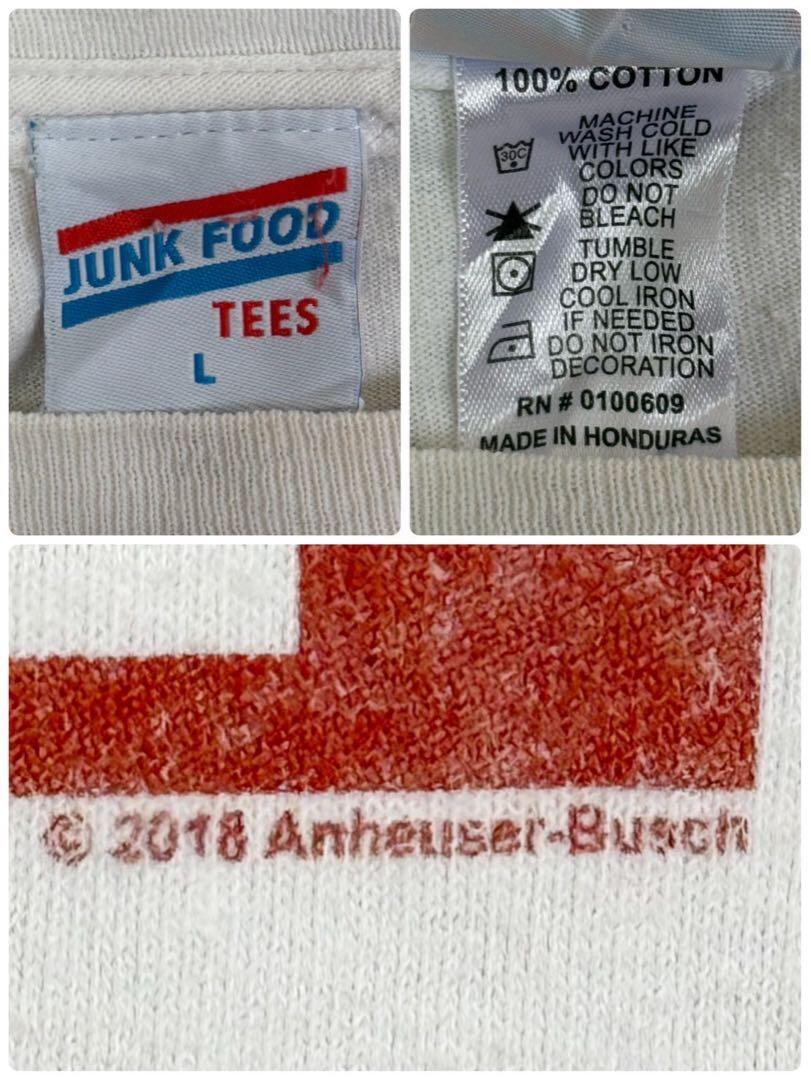 JUNK FOOD
TEES
L
100% COTTON
30C
MACHINE
WASH COLD
WITH LIKE
COLORS
DO NOT
BLEACH
TUMBLE
DRY LOW
COOL IRON
IF NEEDED
DO NOT IRON
DECORATION
RN # 0100609
MADE IN HONDURAS
© 2018 Anheuser-Busch